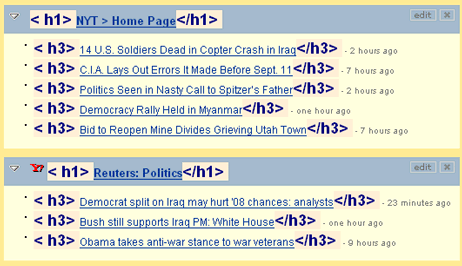 < h1> NYT > Home Page</h1> edit x
< h3> 14 U.S. Soldiers Dead in Copter Crash in Iraq</h3> - 2 hours ago
< h3> C.I.A. Lays Out Errors It Made Before Sept. 11</h3> - 7 hours ago
< h3> Politics Seen in Nasty Call to Spitzer's Father</h3> - 2 hours ago
< h3> Democracy Rally Held in Myanmar</h3> - one hour ago
< h3> Bid to Reopen Mine Divides Grieving Utah Town</h3> - 7 hours ago
Y! < h1> Reuters: Politics</h1> edit x
< h3> Democrat split on Iraq may hurt '08 chances: analysts</h3> - 23 minutes ago
< h3> Bush still supports Iraq PM: White House</h3> - one hour ago
< h3> Obama takes anti-war stance to war veterans</h3> - 9 hours ago